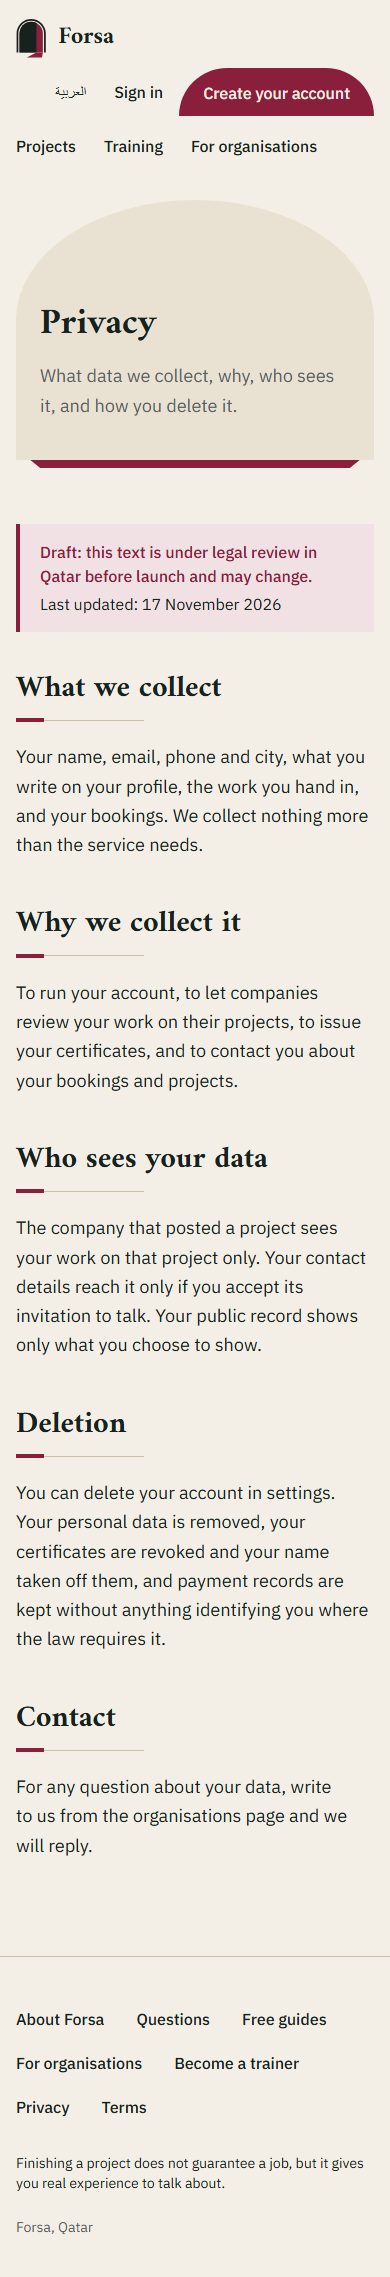 Forsa
العربية
Sign in
Create your account
Projects
Training
For organisations
Privacy
What data we collect, why, who sees
it, and how you delete it.
Draft: this text is under legal review in
Qatar before launch and may change.
Last updated: 17 November 2026
What we collect
Your name, email, phone and city, what you
write on your profile, the work you hand in,
and your bookings. We collect nothing more
than the service needs.
Why we collect it
To run your account, to let companies
review your work on their projects, to issue
your certificates, and to contact you about
your bookings and projects.
Who sees your data
The company that posted a project sees
your work on that project only. Your contact
details reach it only if you accept its
invitation to talk. Your public record shows
only what you choose to show.
Deletion
You can delete your account in settings.
Your personal data is removed, your
certificates are revoked and your name
taken off them, and payment records are
kept without anything identifying you where
the law requires it.
Contact
For any question about your data, write
to us from the organisations page and we
will reply.
About Forsa
Questions
Free guides
For organisations
Become a trainer
Privacy
Terms
Finishing a project does not guarantee a job, but it gives
you real experience to talk about.
Forsa, Qatar